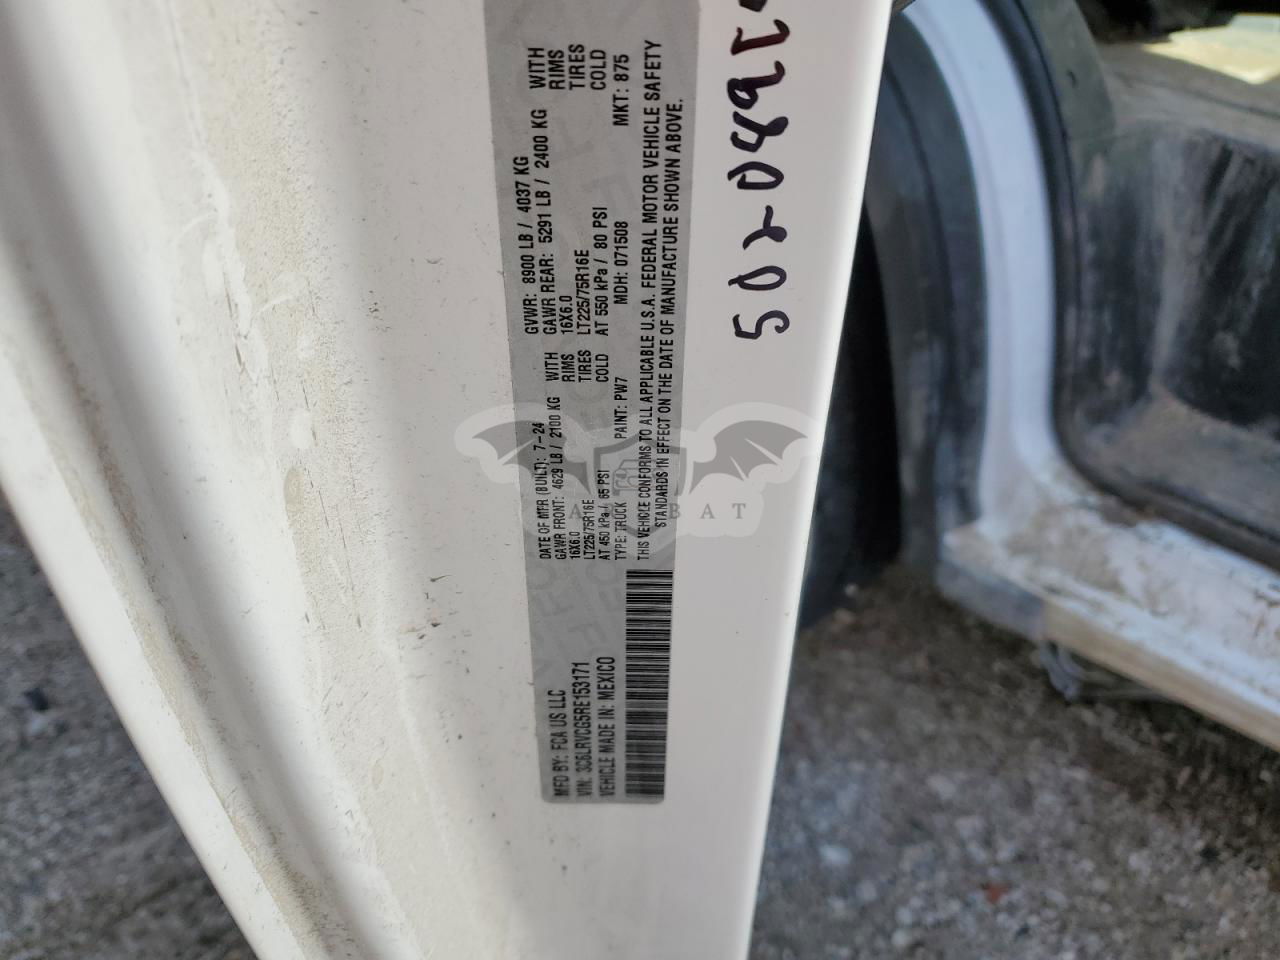 MFD BY: FCA US LLC
DATE OF MFR (BUILT): 7-24
GVWR: 8900 LB / 4037 KG
VIN: 3C6LRVCG5RE153171
GAWR FRONT: 4629 LB / 2100 KG WITH
GAWR REAR: 5291 LB / 2400 KG WITH
VEHICLE MADE IN: MEXICO
16X6.0 RIMS
16X6.0 RIMS
LT225/75R16E TIRES
LT225/75R16E TIRES
AT 450 kPa / 65 PSI COLD
AT 550 kPa / 80 PSI COLD
TYPE: TRUCK PAINT: PW7 MDH: 071508 MKT: 875
THIS VEHICLE CONFORMS TO ALL APPLICABLE U.S.A. FEDERAL MOTOR VEHICLE SAFETY
STANDARDS IN EFFECT ON THE DATE OF MANUFACTURE SHOWN ABOVE.